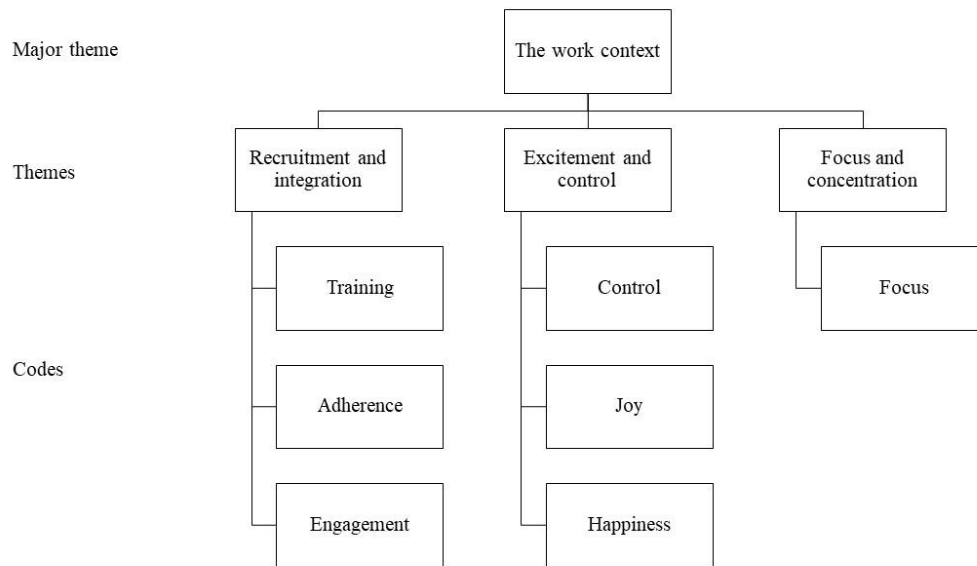 Major theme
The work context
Themes
Recruitment and
integration
Excitement and
control
Focus and
concentration
Codes
Training
Control
Focus
Adherence
Joy
Engagement
Happiness